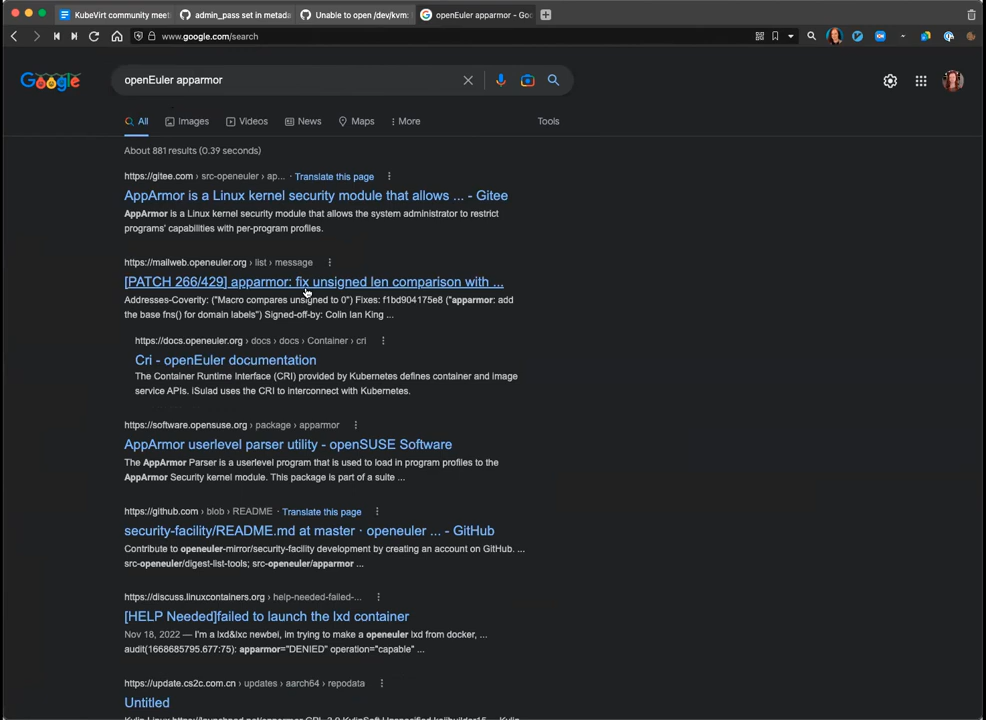 KubeVirt community meet
admin_pass set in metada
Unable to open /dev/kvm:
openEuler apparmor - Goo
www.google.com/search
Google
openEuler apparmor
All
Images
Videos
News
Maps
More
Tools
About 881 results (0.39 seconds)
https://gitee.com › src-openeuler › ap... · Translate this page
AppArmor is a Linux kernel security module that allows ... - Gitee
AppArmor is a Linux kernel security module that allows the system administrator to restrict
programs' capabilities with per-program profiles.
https://mailweb.openeuler.org › list › message
[PATCH 266/429] apparmor: fix unsigned len comparison with ...
Addresses-Coverity: ("Macro compares unsigned to 0") Fixes: f1bd904175e8 ("apparmor: add
the base fns() for domain labels") Signed-off-by: Colin Ian King ...
https://docs.openeuler.org › docs › docs › Container › cri
Cri - openEuler documentation
The Container Runtime Interface (CRI) provided by Kubernetes defines container and image
service APIs. iSulad uses the CRI to interconnect with Kubernetes.
https://software.opensuse.org › package › apparmor
AppArmor userlevel parser utility - openSUSE Software
The AppArmor Parser is a userlevel program that is used to load in program profiles to the
AppArmor Security kernel module. This package is part of a suite ...
https://github.com › blob › README · Translate this page
security-facility/README.md at master · openeuler ... - GitHub
Contribute to openeuler-mirror/security-facility development by creating an account on GitHub. ...
src-openeuler/digest-list-tools; src-openeuler/apparmor ...
https://discuss.linuxcontainers.org › help-needed-failed-...
[HELP Needed]failed to launch the lxd container
Nov 18, 2022 — I'm a lxd&lxc newbei, im trying to make a openeuler lxd from docker, ...
audit(1668685795.677:75): apparmor="DENIED" operation="capable" ...
https://update.cs2c.com.cn › updates › aarch64 › repodata
Untitled